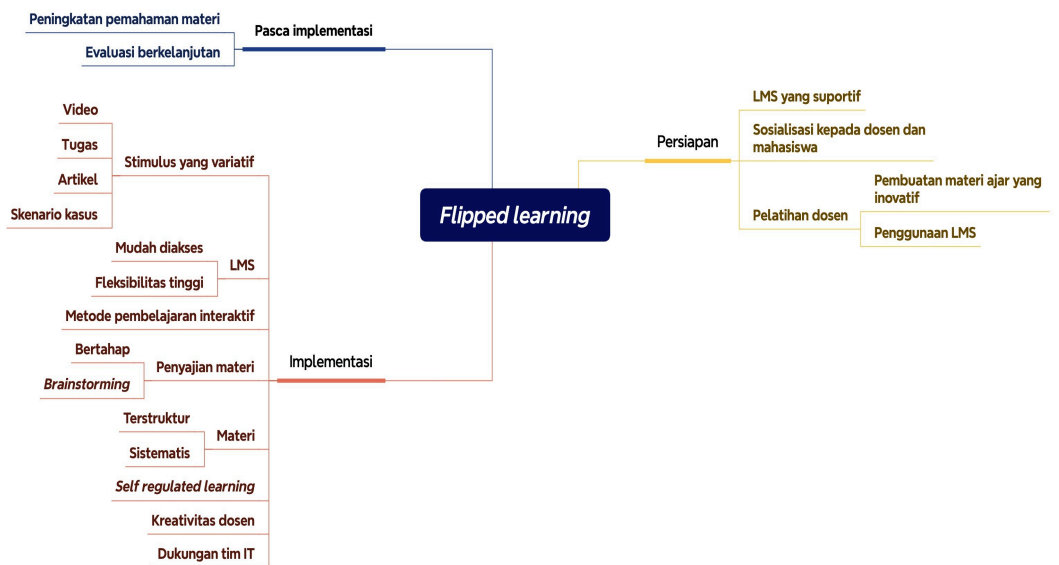 Flipped learning
Persiapan
LMS yang suportif
Sosialisasi kepada dosen dan
mahasiswa
Pelatihan dosen
Pembuatan materi ajar yang
inovatif
Penggunaan LMS
Pasca implementasi
Peningkatan pemahaman materi
Evaluasi berkelanjutan
Implementasi
Stimulus yang variatif
Video
Tugas
Artikel
Skenario kasus
LMS
Mudah diakses
Fleksibilitas tinggi
Metode pembelajaran interaktif
Penyajian materi
Bertahap
Brainstorming
Materi
Terstruktur
Sistematis
Self regulated learning
Kreativitas dosen
Dukungan tim IT